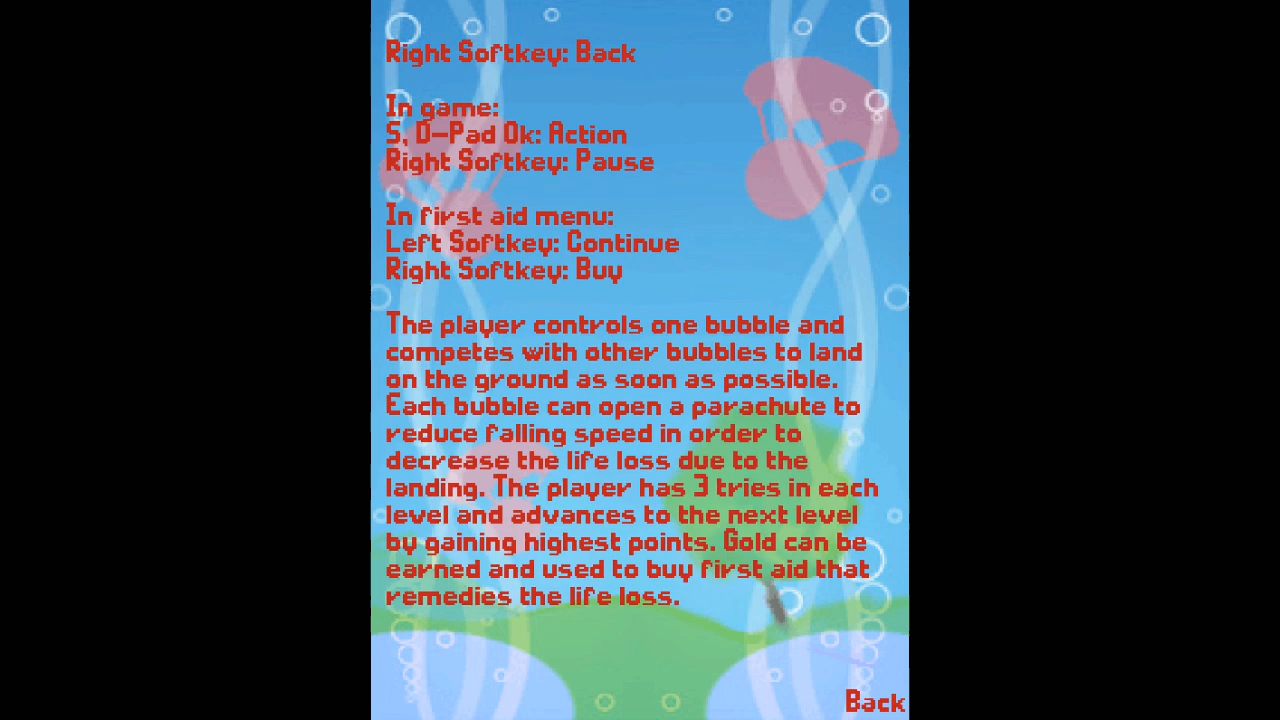 Right Softkey: Back
In game:
5, D-Pad Ok: Action
Right Softkey: Pause
In first aid menu:
Left Softkey: Continue
Right Softkey: Buy
The player controls one bubble and
competes with other bubbles to land
on the ground as soon as possible.
Each bubble can open a parachute to
reduce falling speed in order to
decrease the life loss due to the
landing. The player has 3 tries in each
level and advances to the next level
by gaining highest points. Gold can be
earned and used to buy first aid that
remedies the life loss.
Back